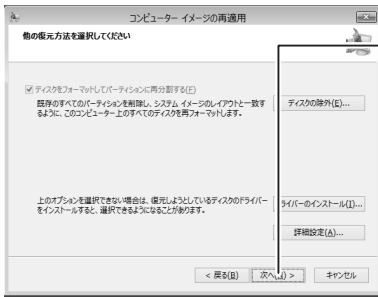 コンピューター イメージの再適用
他の復元方法を選択してください
ディスクをフォーマットしてパーティションに再分割する(F)
既存のすべてのパーティションを削除し、システム イメージのレイアウトと一致す
るように、このコンピューター上のすべてのディスクを再フォーマットします。
ディスクの除外(E)...
上のオプションを選択できない場合は、復元しようとしているディスクのドライバー
をインストールすると、選択できるようになることがあります。
ライバーのインストール(I)...
詳細設定(A)...
< 戻る(B)
次へ(N) >
キャンセル